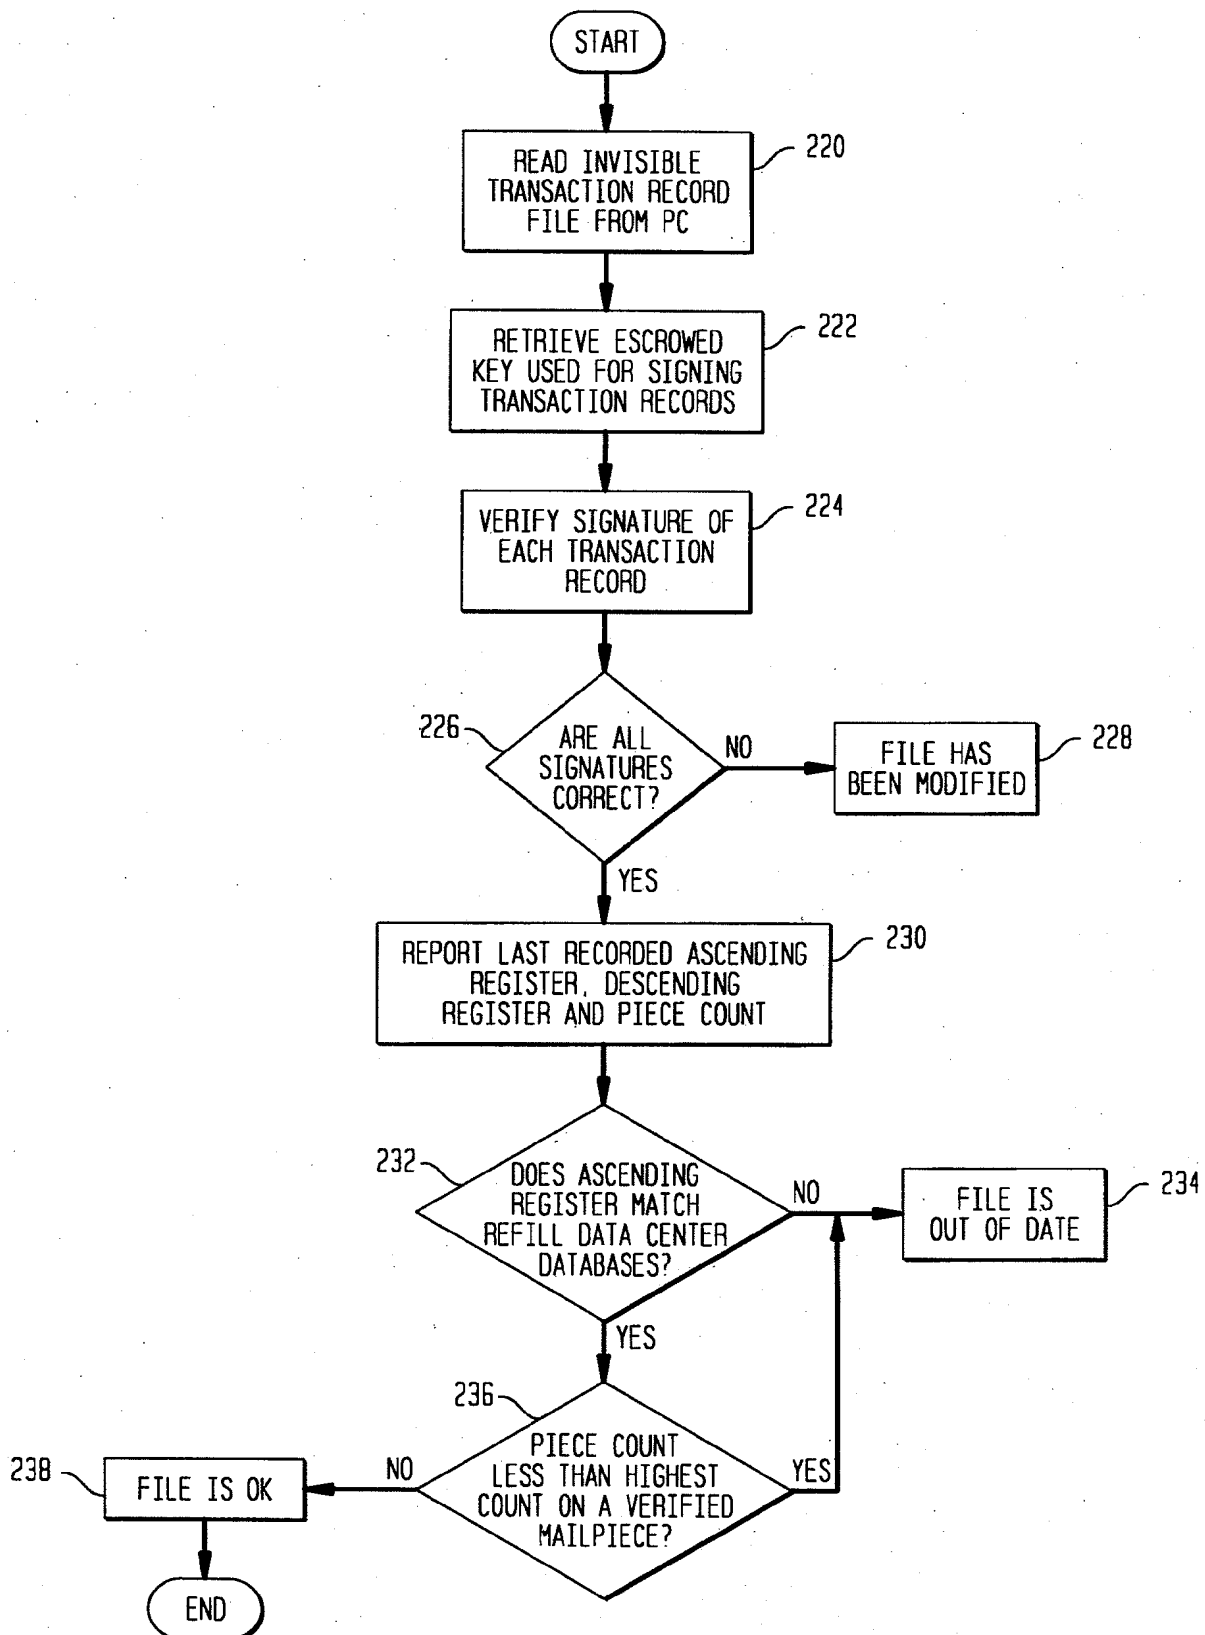 START
220
READ INVISIBLE
TRANSACTION RECORD
FILE FROM PC
222
RETRIEVE ESCROWED
KEY USED FOR SIGNING
TRANSACTION RECORDS
224
VERIFY SIGNATURE OF
EACH TRANSACTION
RECORD
226
ARE ALL
SIGNATURES
CORRECT?
NO
228
FILE HAS
BEEN MODIFIED
YES
230
REPORT LAST RECORDED ASCENDING
REGISTER, DESCENDING
REGISTER AND PIECE COUNT
232
DOES ASCENDING
REGISTER MATCH
REFILL DATA CENTER
DATABASES?
NO
234
FILE IS
OUT OF DATE
YES
236
PIECE COUNT
LESS THAN HIGHEST
COUNT ON A VERIFIED
MAILPIECE?
YES
NO
238
FILE IS OK
END